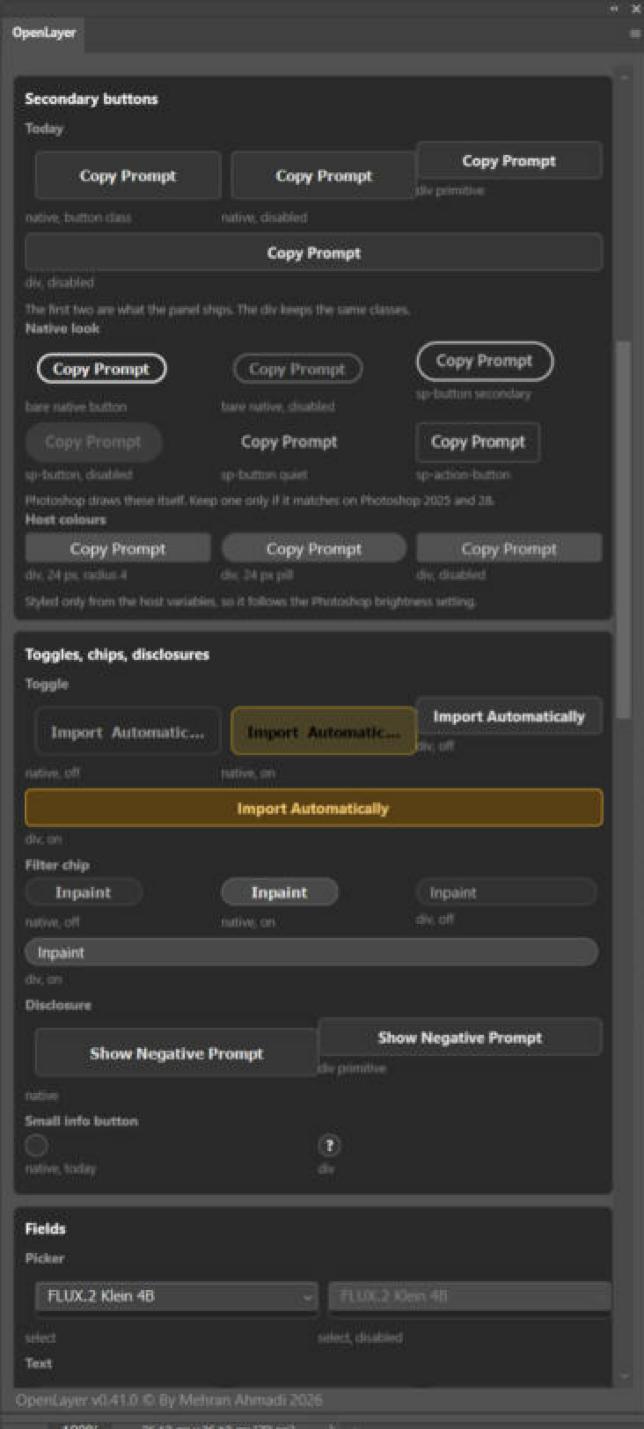 OpenLayer
Secondary buttons
Today
Copy Prompt Copy Prompt Copy Prompt
div primitive
native, button class native, disabled
Copy Prompt
div, disabled
The first two are what the panel ships. The div keeps the same classes.
Native look
Copy Prompt Copy Prompt Copy Prompt
bare native button bare native, disabled sp-button secondary
Copy Prompt Copy Prompt Copy Prompt
sp-button, disabled sp-button quiet sp-action-button
Photoshop draws these itself. Keep one only if it matches on Photoshop 2025 and 28.
Host colours
Copy Prompt Copy Prompt Copy Prompt
div, 24 px, radius 4 div, 24 px pill div, disabled
Styled only from the host variables, so it follows the Photoshop brightness setting.
Toggles, chips, disclosures
Toggle
Import Automatic... Import Automatic... Import Automatically
div, off
native, off native, on
Import Automatically
div, on
Filter chip
Inpaint Inpaint Inpaint
native, off native, on div, off
Inpaint
div, on
Disclosure
Show Negative Prompt Show Negative Prompt
div primitive
native
Small info button
?
native, today div
Fields
Picker
FLUX.2 Klein 4B FLUX.2 Klein 4B
select select, disabled
Text
OpenLayer v0.41.0 © By Mehran Ahmadi 2026